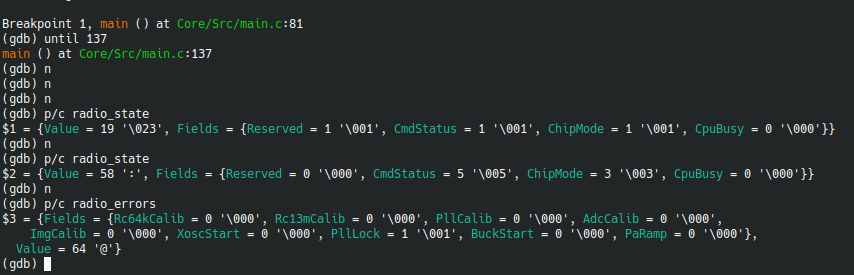 Breakpoint 1, main () at Core/Src/main.c:81
(gdb) until 137
main () at Core/Src/main.c:137
(gdb) n
(gdb) n
(gdb) n
(gdb) p/c radio_state
$1 = {Value = 19 '\023', Fields = {Reserved = 1 '\001', CmdStatus = 1 '\001', ChipMode = 1 '\001', CpuBusy = 0 '\000'}}
(gdb) n
(gdb) p/c radio_state
$2 = {Value = 58 ':', Fields = {Reserved = 0 '\000', CmdStatus = 5 '\005', ChipMode = 3 '\003', CpuBusy = 0 '\000'}}
(gdb) n
(gdb) p/c radio_errors
$3 = {Fields = {Rc64kCalib = 0 '\000', Rc13mCalib = 0 '\000', PllCalib = 0 '\000', AdcCalib = 0 '\000',
    ImgCalib = 0 '\000', XoscStart = 0 '\000', PllLock = 1 '\001', BuckStart = 0 '\000', PaRamp = 0 '\000'},
  Value = 64 '@'}
(gdb)